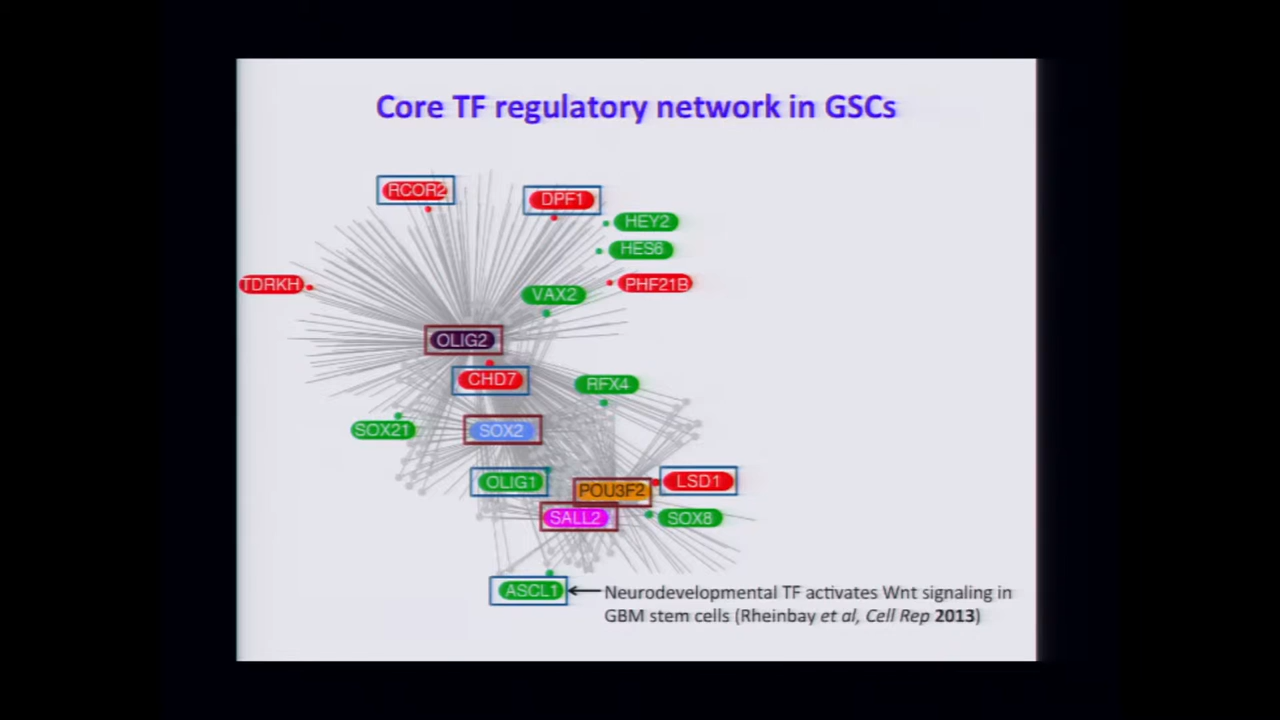 Core TF regulatory network in GSCs
RCOR2
DPF1
HEY2
HES6
TDRKH
PHF21B
VAX2
OLIG2
CHD7
RFX4
SOX21
SOX2
OLIG1
POU3F2
LSD1
SALL2
SOX8
ASCL1
Neurodevelopmental TF activates Wnt signaling in
GBM stem cells (Rheinbay et al, Cell Rep 2013)